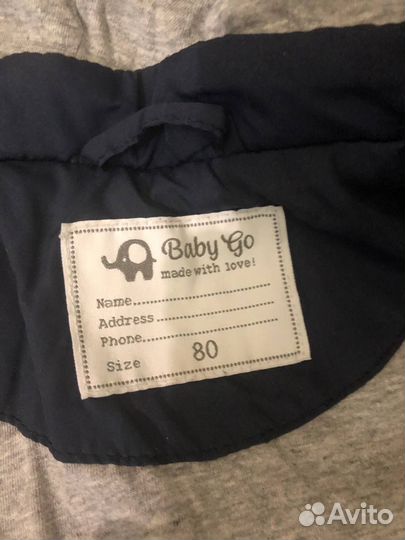 Baby Go
made with love!
Name..................
Address...............
Phone.................
Size 80
Avito